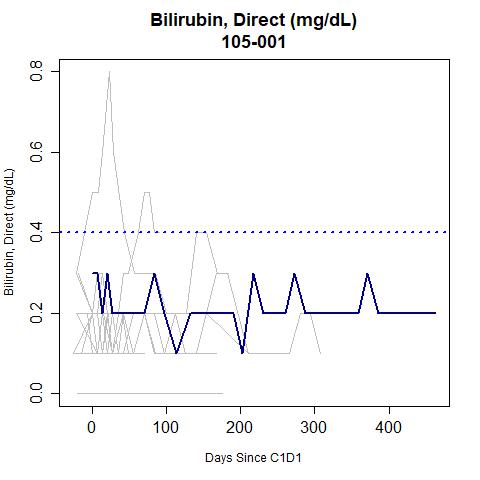 Bilirubin, Direct (mg/dL)
105-001
Bilirubin, Direct (mg/dL)
0.8
0.6
0.4
0.2
0.0
0 100 200 300 400
Days Since C1D1